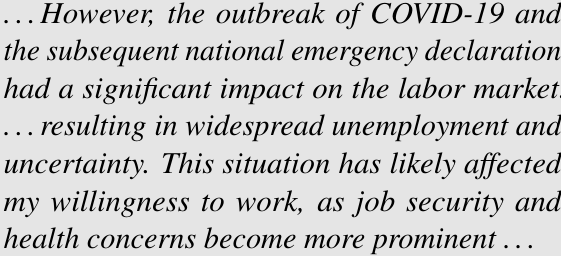 ... However, the outbreak of COVID-19 and
the subsequent national emergency declaration
had a significant impact on the labor market.
... resulting in widespread unemployment and
uncertainty. This situation has likely affected
my willingness to work, as job security and
health concerns become more prominent ...